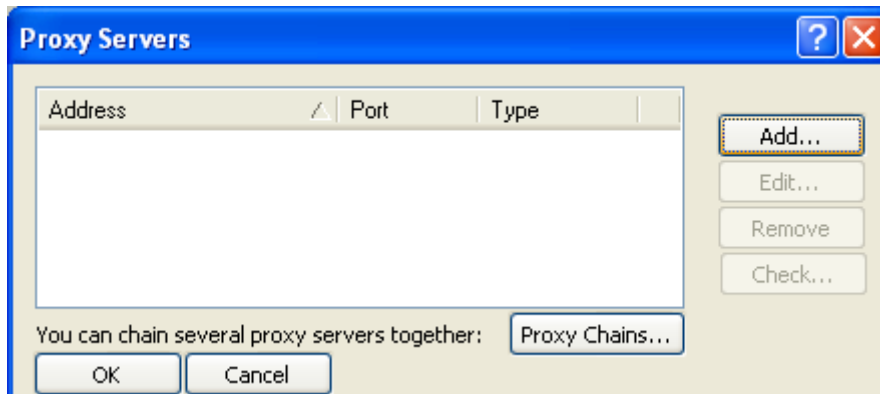 Proxy Servers
Address Port Type
Add...
Edit...
Remove
Check...
You can chain several proxy servers together: Proxy Chains...
OK Cancel